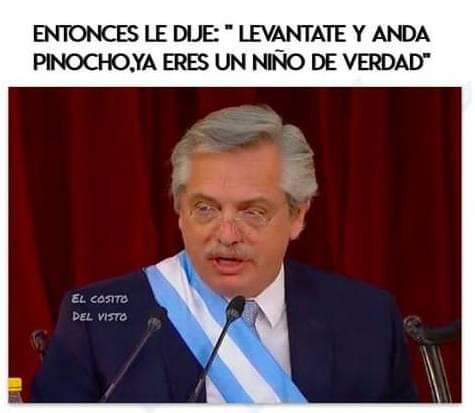 ENTONCES LE DIJE: " LEVANTATE Y ANDA
PINOCHO,YA ERES UN NIÑO DE VERDAD"
EL COSITO
DEL VISTO